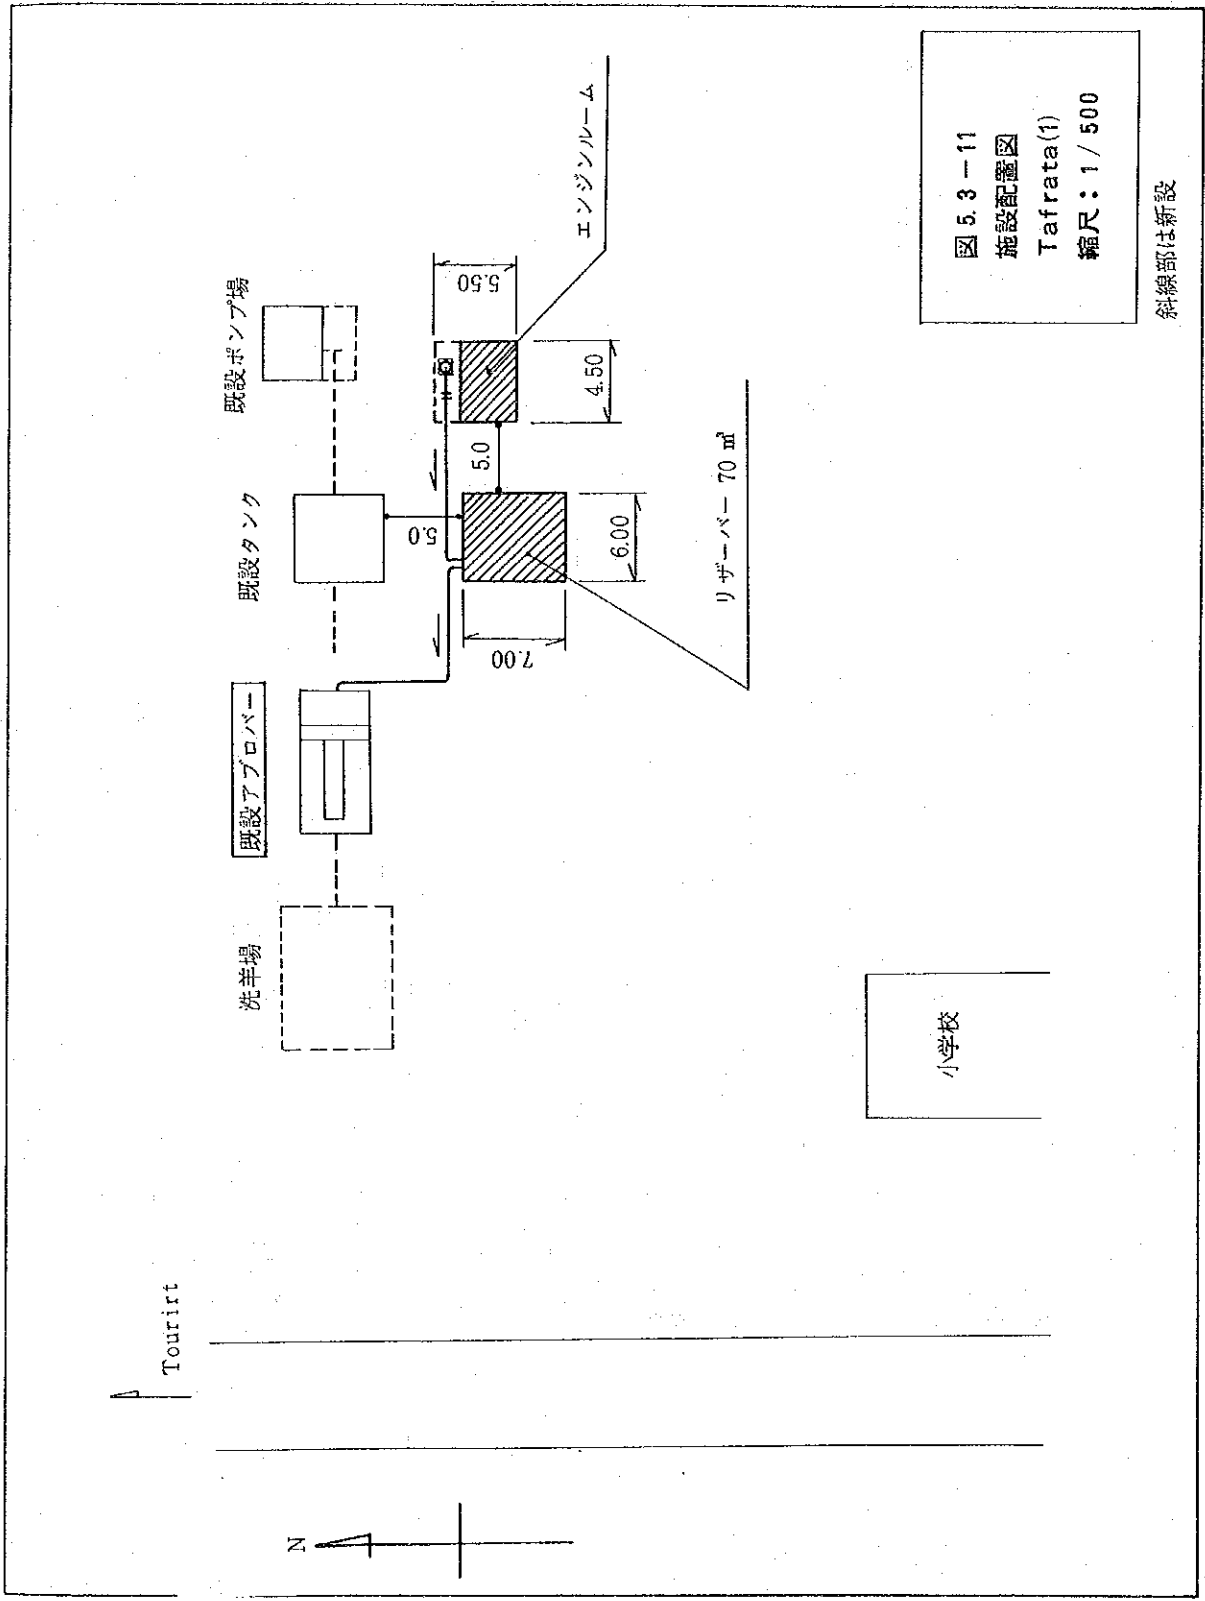 Tourirt
N
洗羊場
既設アブロバー
既設タンク
既設ポンプ場
5.0
5.0
5.50
4.50
7.00
6.00
エンジンルーム
リザーバー 70 ㎥
小学校
図 5.3-11
施設配置図
Tafrata(1)
縮尺：1/500
斜線部は新設